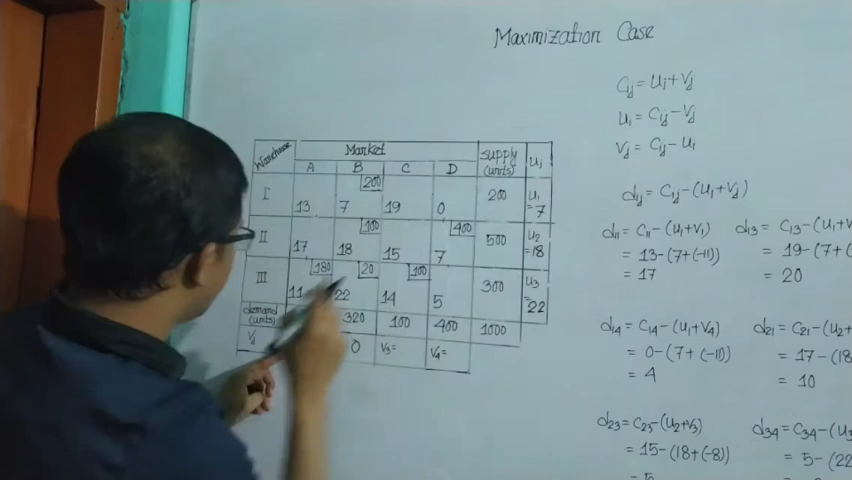 Maximization Case
Cij = ui + vj
ui = Cij - vj
vj = Cij - ui
dij = Cij - (ui + vj)
Warehouse Market supply (units) ui
A B C D
I 200 200 u1 = 7
13 7 19 0
II 100 400 500 u2 = 18
17 18 15 7
III 180 20 100 300 u3 = 22
11 22 14 5
demand (units) 320 100 400 1000
vj 0 v3= v4=
d11 = C11 - (u1 + v1)
= 13 - (7 + (-11))
= 17
d13 = C13 - (u1 + v
= 19 - (7 + (
= 20
d14 = C14 - (u1 + v4)
= 0 - (7 + (-11))
= 4
d21 = C21 - (u2 +
= 17 - (18
= 10
d23 = C23 - (u2 + v3)
= 15 - (18 + (-8))
= 5
d34 = C34 - (u3
= 5 - (22